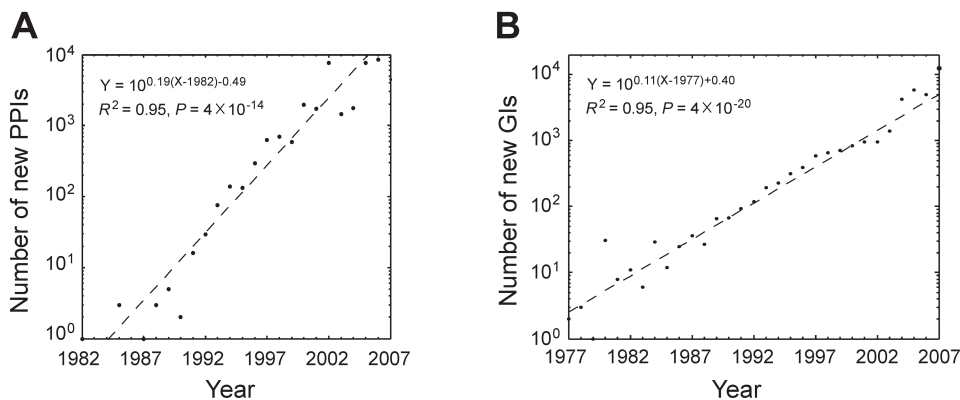 A
Y = 10^0.19(X-1982)-0.49
R² = 0.95, P = 4×10^-14
Number of new PPIs
10^4
10^3
10^2
10^1
10^0
1982 1987 1992 1997 2002 2007
Year
B
Y = 10^0.11(X-1977)+0.40
R² = 0.95, P = 4×10^-20
Number of new GIs
10^4
10^3
10^2
10^1
10^0
1977 1982 1987 1992 1997 2002 2007
Year